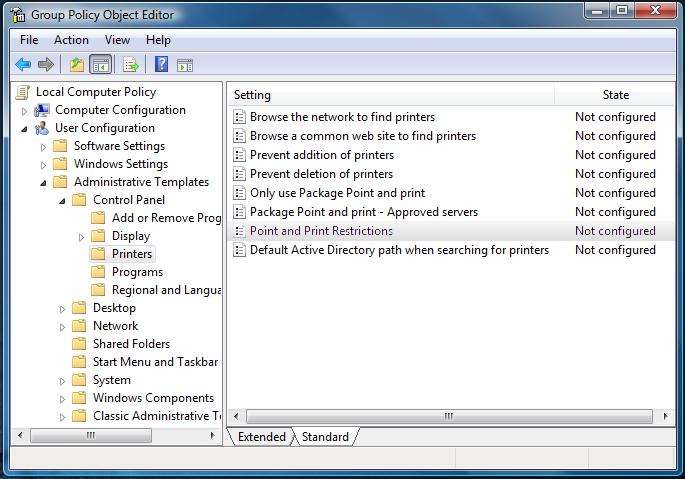 Group Policy Object Editor
File Action View Help
Local Computer Policy
Computer Configuration
User Configuration
Software Settings
Windows Settings
Administrative Templates
Control Panel
Add or Remove Prog
Display
Printers
Programs
Regional and Langua
Desktop
Network
Shared Folders
Start Menu and Taskbar
System
Windows Components
Classic Administrative Te
Setting State
Browse the network to find printers Not configured
Browse a common web site to find printers Not configured
Prevent addition of printers Not configured
Prevent deletion of printers Not configured
Only use Package Point and print Not configured
Package Point and print - Approved servers Not configured
Point and Print Restrictions Not configured
Default Active Directory path when searching for printers Not configured
Extended Standard